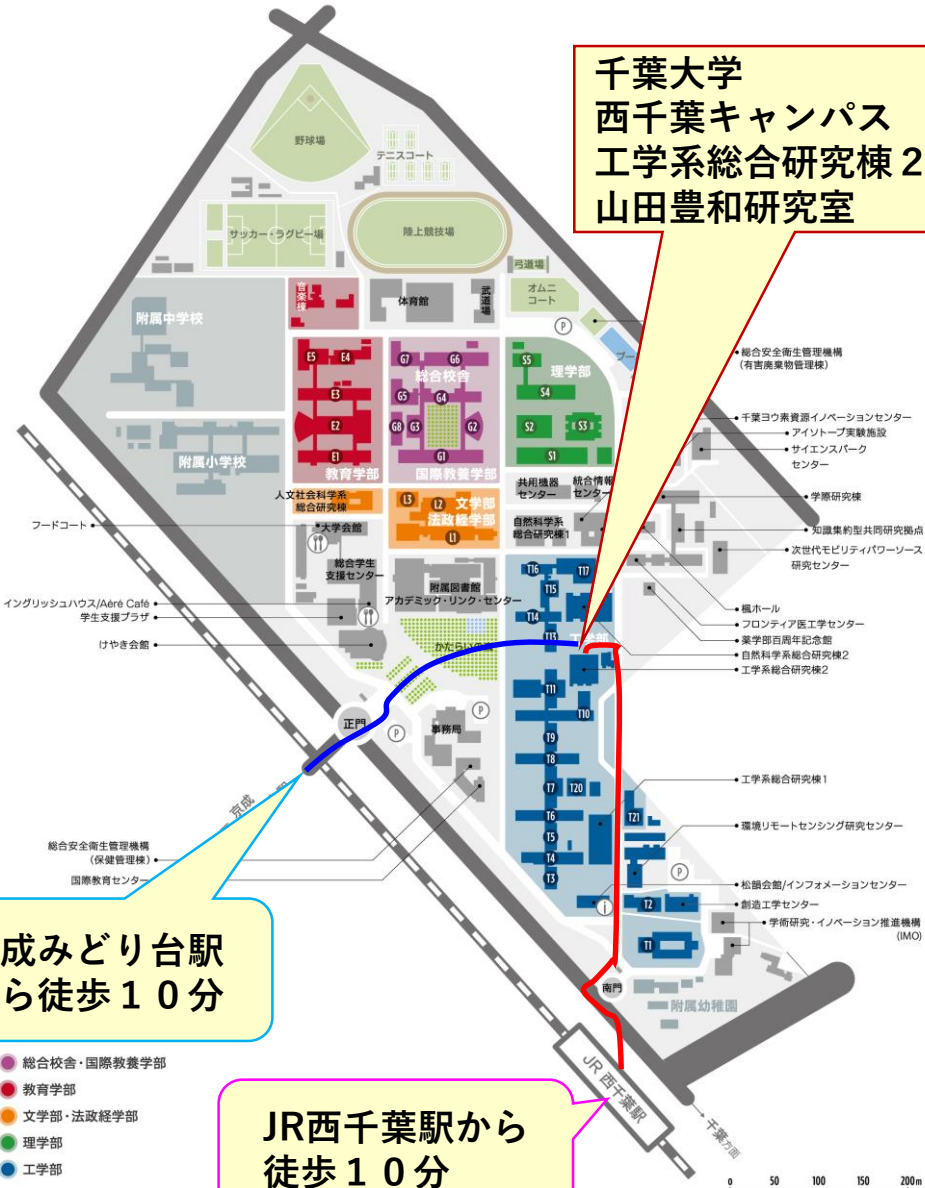 千葉大学
西千葉キャンパス
工学系総合研究棟２
山田豊和研究室
野球場
テニスコート
サッカー・ラグビー場
陸上競技場
弓道場
オムニ
コート
音楽棟
体育館
武道場
附属中学校
P
プー
総合安全衛生管理機構
(有害廃棄物管理棟)
E5
E4
G7
G6
S5
理学部
総合校舎
E3
G5
G4
S4
千葉ヨウ素資源イノベーションセンター
E2
G8
G3
G2
S2
S3
アイソトープ実験施設
サイエンスパーク
センター
附属小学校
E1
G1
S1
教育学部
国際教養学部
共用機器
センター
統合情報
センター
学際研究棟
人文社会科学系
総合研究棟
L3
L2
文学部
法政経学部
L1
自然科学系
総合研究棟1
知識集約型共同研究拠点
フードコート
大学会館
次世代モビリティパワーソース
研究センター
総合学生
支援センター
附属図書館
アカデミック・リンク・センター
T16
T17
T15
イングリッシュハウス/Aéré Café
学生支援プラザ
T14
楓ホール
フロンティア医工学センター
薬学部百周年記念館
けやき会館
かたらい
T13
工学部
自然科学系総合研究棟2
工学系総合研究棟2
T11
T10
正門
P
事務局
P
T9
T8
京成
T7
T20
工学系総合研究棟1
T6
T21
環境リモートセンシング研究センター
T5
総合安全衛生管理機構
(保健管理棟)
T4
P
国際教育センター
T3
松韻会館/インフォメーションセンター
i
T2
創造工学センター
学術研究・イノベーション推進機構
(IMO)
T1
成みどり台駅
ら徒歩１０分
南門
附属幼稚園
総合校舎・国際教養学部
教育学部
文学部・法政経学部
理学部
工学部
JR 西千葉駅
千葉方面
JR西千葉駅から
徒歩１０分
0 50 100 150 200m